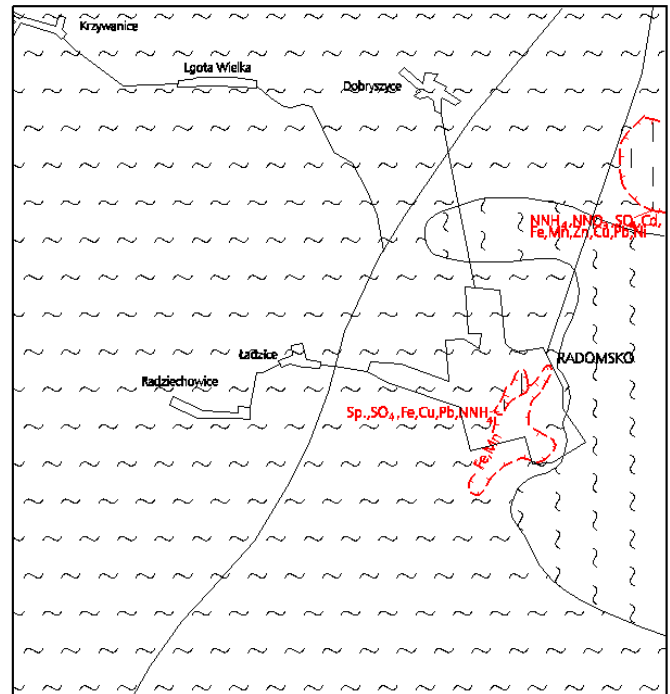 Krzywanice
Lgota Wielka
Dobryszyce
NNH₄,NNO₃,SO₄,Cd,
Fe,Mn,Zn,Cu,Pb,Ni
Ładzice
RADOMSKO
Radziechowice
Sp.,SO₄,Fe,Cu,Pb,NNH₄
Fe,Mn